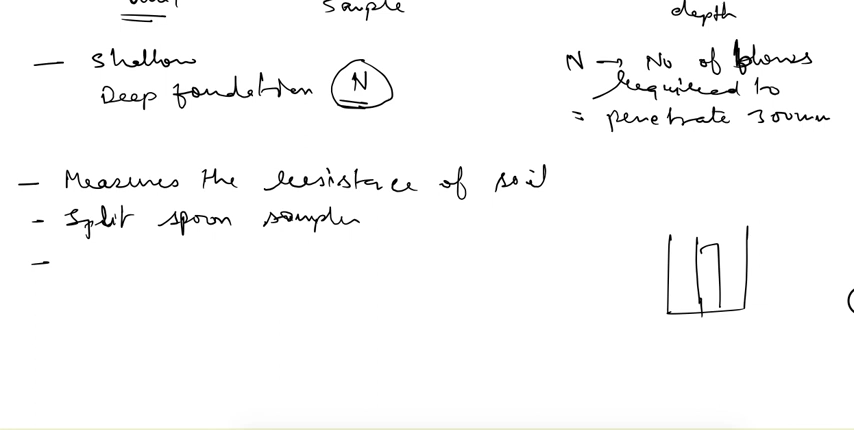 sample
depth
— Shallow
Deep foundation N
N → No of blows
required to
= penetrate 300mm
— Measures the resistance of soil
- Split spoon sampler
—